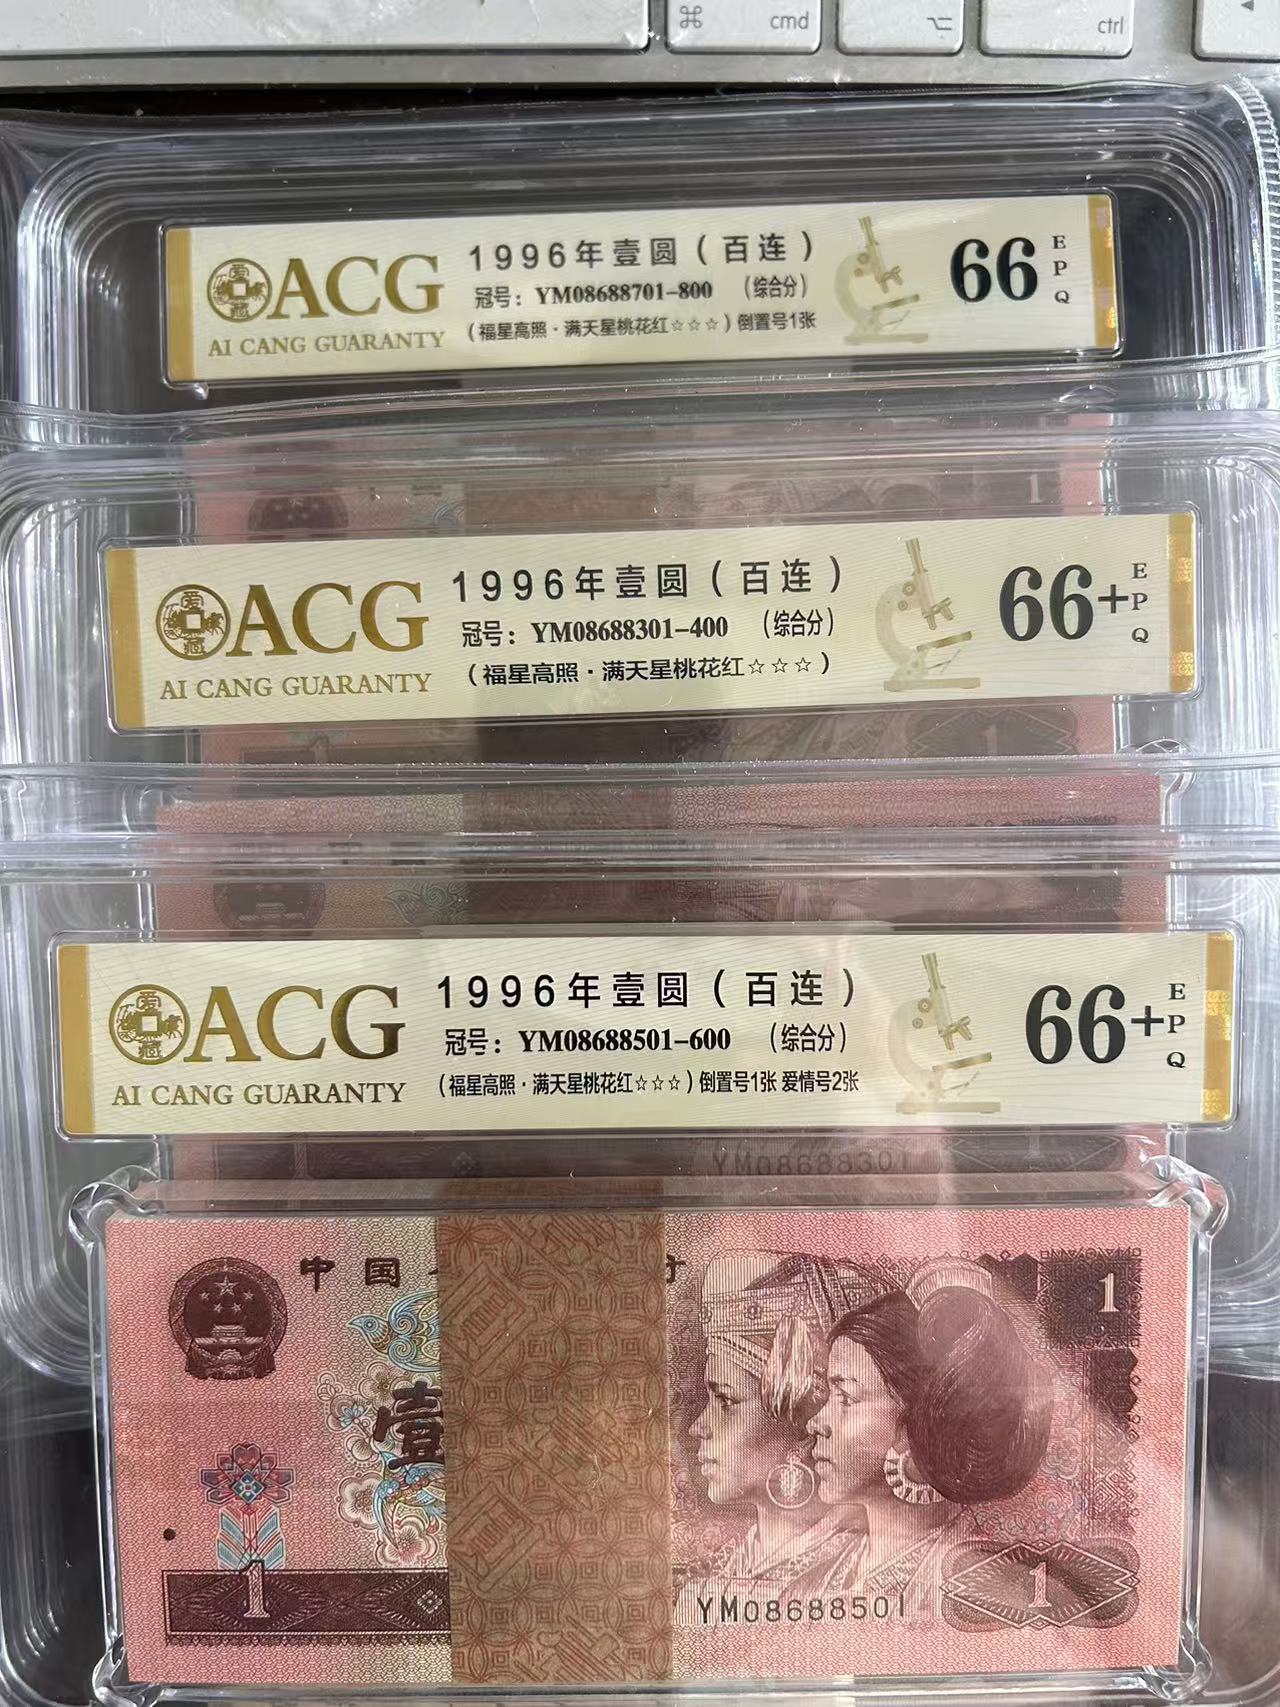 ⌘ cmd
⌥
ctrl
ACG
AI CANG GUARANTY
1996年壹圆（百连）
冠号：YM08688701-800 （综合分）
（福星高照·满天星桃花红☆☆☆）倒置号1张
66 EPQ
1
ACG
AI CANG GUARANTY
1996年壹圆（百连）
冠号：YM08688301-400 （综合分）
（福星高照·满天星桃花红☆☆☆）
66+ EPQ
1
ACG
AI CANG GUARANTY
1996年壹圆（百连）
冠号：YM08688501-600 （综合分）
（福星高照·满天星桃花红☆☆☆）倒置号1张 爱情号2张
66+ EPQ
YM08688301
中国
1
壹
1
1
YM08688501